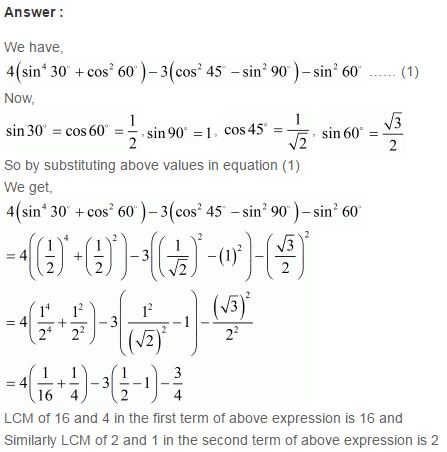 Answer :
We have,
4(sin⁴ 30° + cos² 60°) – 3(cos² 45° – sin² 90°) – sin² 60° ...... (1)
Now,
sin 30° = cos 60° = 1/2 , sin 90° = 1 , cos 45° = 1/√2 , sin 60° = √3/2
So by substituting above values in equation (1)
We get,
4(sin⁴ 30° + cos² 60°) – 3(cos² 45° – sin² 90°) – sin² 60°
= 4((1/2)⁴ + (1/2)²) – 3((1/√2)² – (1)²) – (√3/2)²
= 4(1⁴/2⁴ + 1²/2²) – 3(1²/(√2)² – 1) – (√3)²/2²
= 4(1/16 + 1/4) – 3(1/2 – 1) – 3/4
LCM of 16 and 4 in the first term of above expression is 16 and
Similarly LCM of 2 and 1 in the second term of above expression is 2